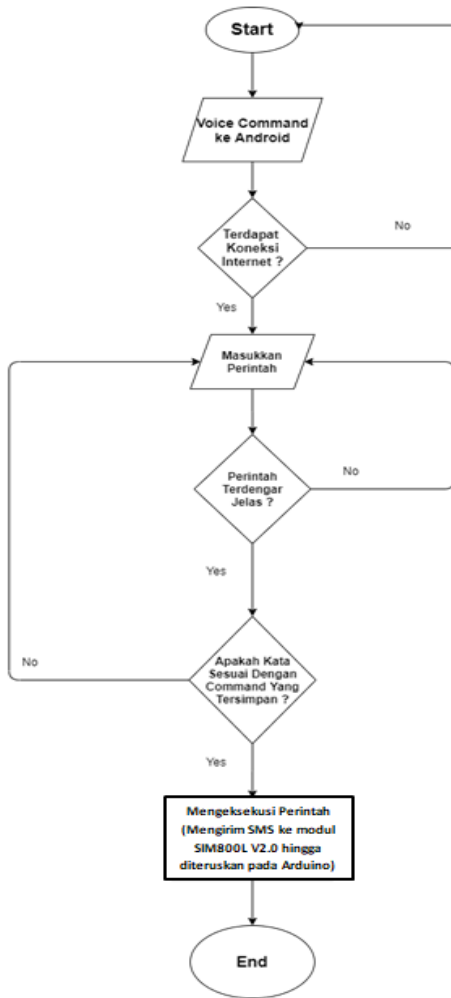 Start
Voice Command
ke Android
Terdapat
Koneksi
Internet ?
No
Yes
Masukkan
Perintah
Perintah
Terdengar
Jelas ?
No
Yes
Apakah Kata
Sesuai Dengan
Command Yang
Tersimpan ?
No
Yes
Mengeksekusi Perintah
(Mengirim SMS ke modul
SIM800L V2.0 hingga
diteruskan pada Arduino)
End